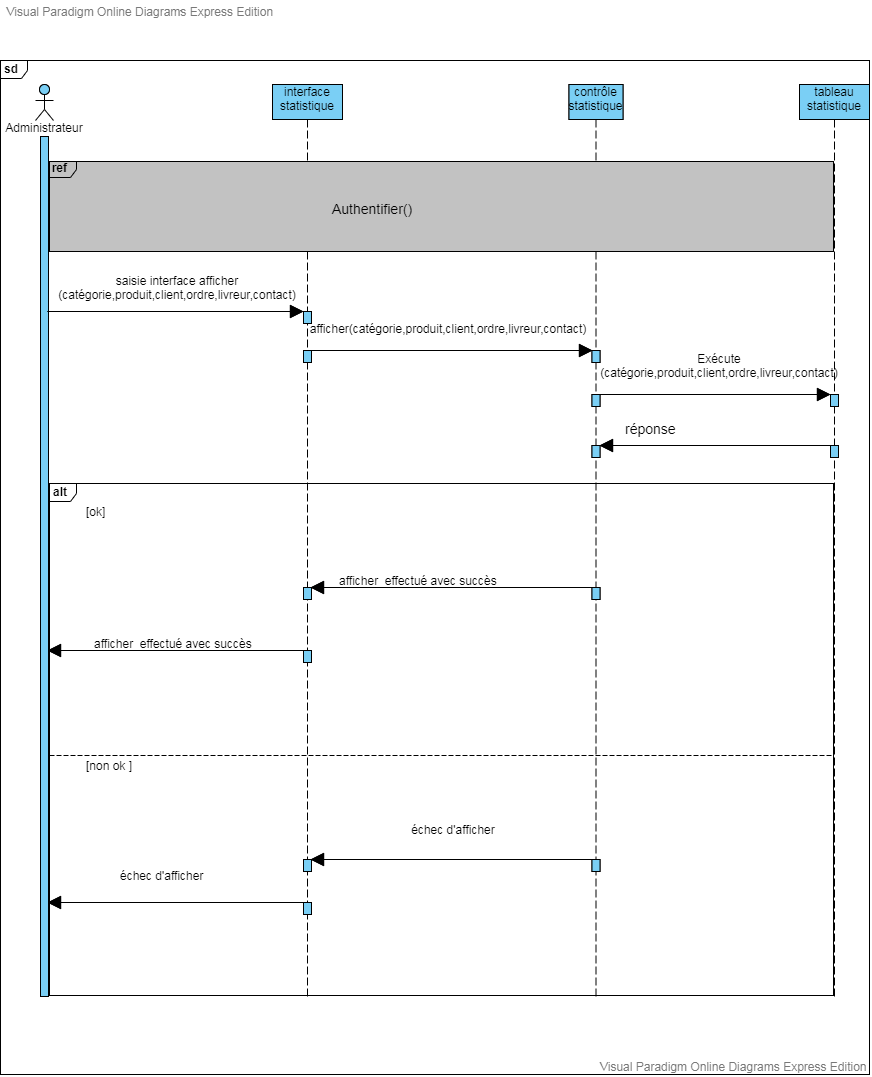 Visual Paradigm Online Diagrams Express Edition
sd
Administrateur
interface
statistique
contrôle
statistique
tableau
statistique
ref
Authentifier()
saisie interface afficher
(catégorie,produit,client,ordre,livreur,contact)
afficher(catégorie,produit,client,ordre,livreur,contact)
Exécute
(catégorie,produit,client,ordre,livreur,contact)
réponse
alt
[ok]
afficher effectué avec succès
afficher effectué avec succès
[non ok ]
échec d'afficher
échec d'afficher
Visual Paradigm Online Diagrams Express Edition